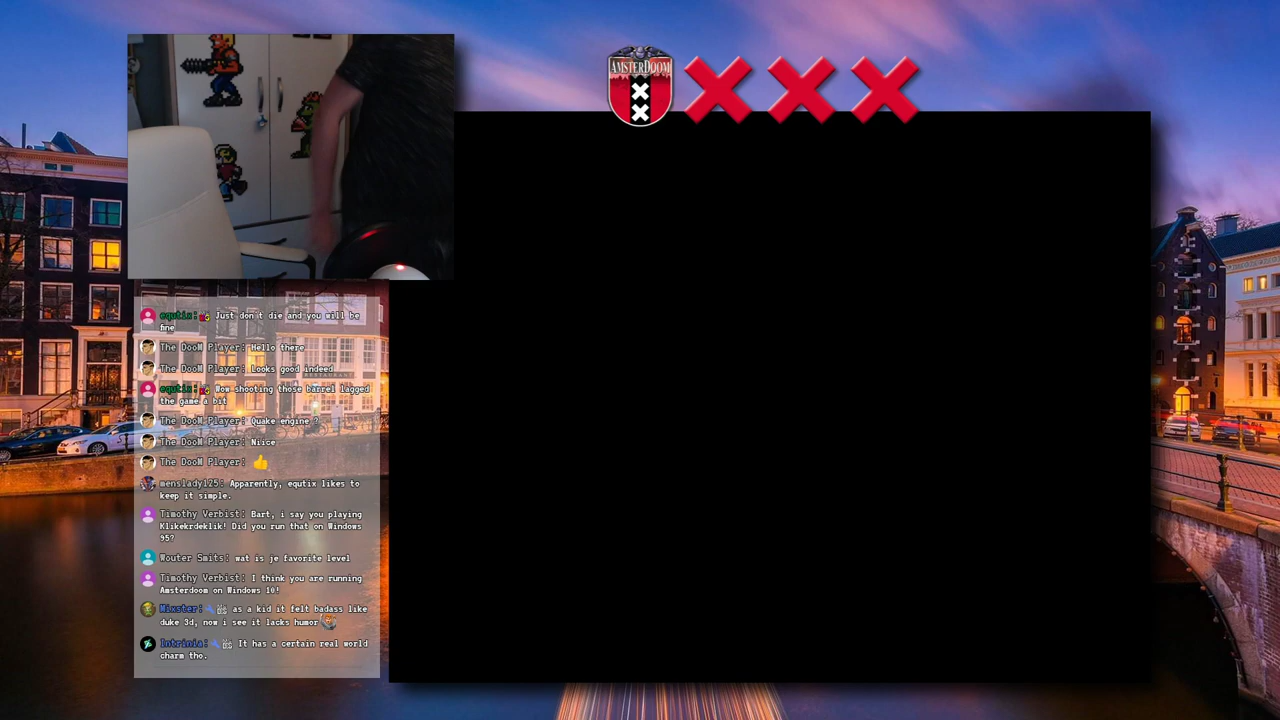 AMSTERDOOM
equtix: Just don't die and you will be
fine
The DooM Player: Hello there
The DooM Player: Looks good indeed
equtix: Wow shooting those barrel lagged
the game a bit
The DooM Player: Quake engine ?
The DooM Player: Niice
The DooM Player: 👍
menslady125: Apparently, equtix likes to
keep it simple.
Timothy Verbist: Bart, i say you playing
Klikekrdeklik! Did you run that on Windows
95?
Wouter Smits: wat is je favorite level
Timothy Verbist: I think you are running
Amsterdoom on Windows 10!
Mixster: as a kid it felt badass like
duke 3d, now i see it lacks humor
Intrinia: It has a certain real world
charm tho.